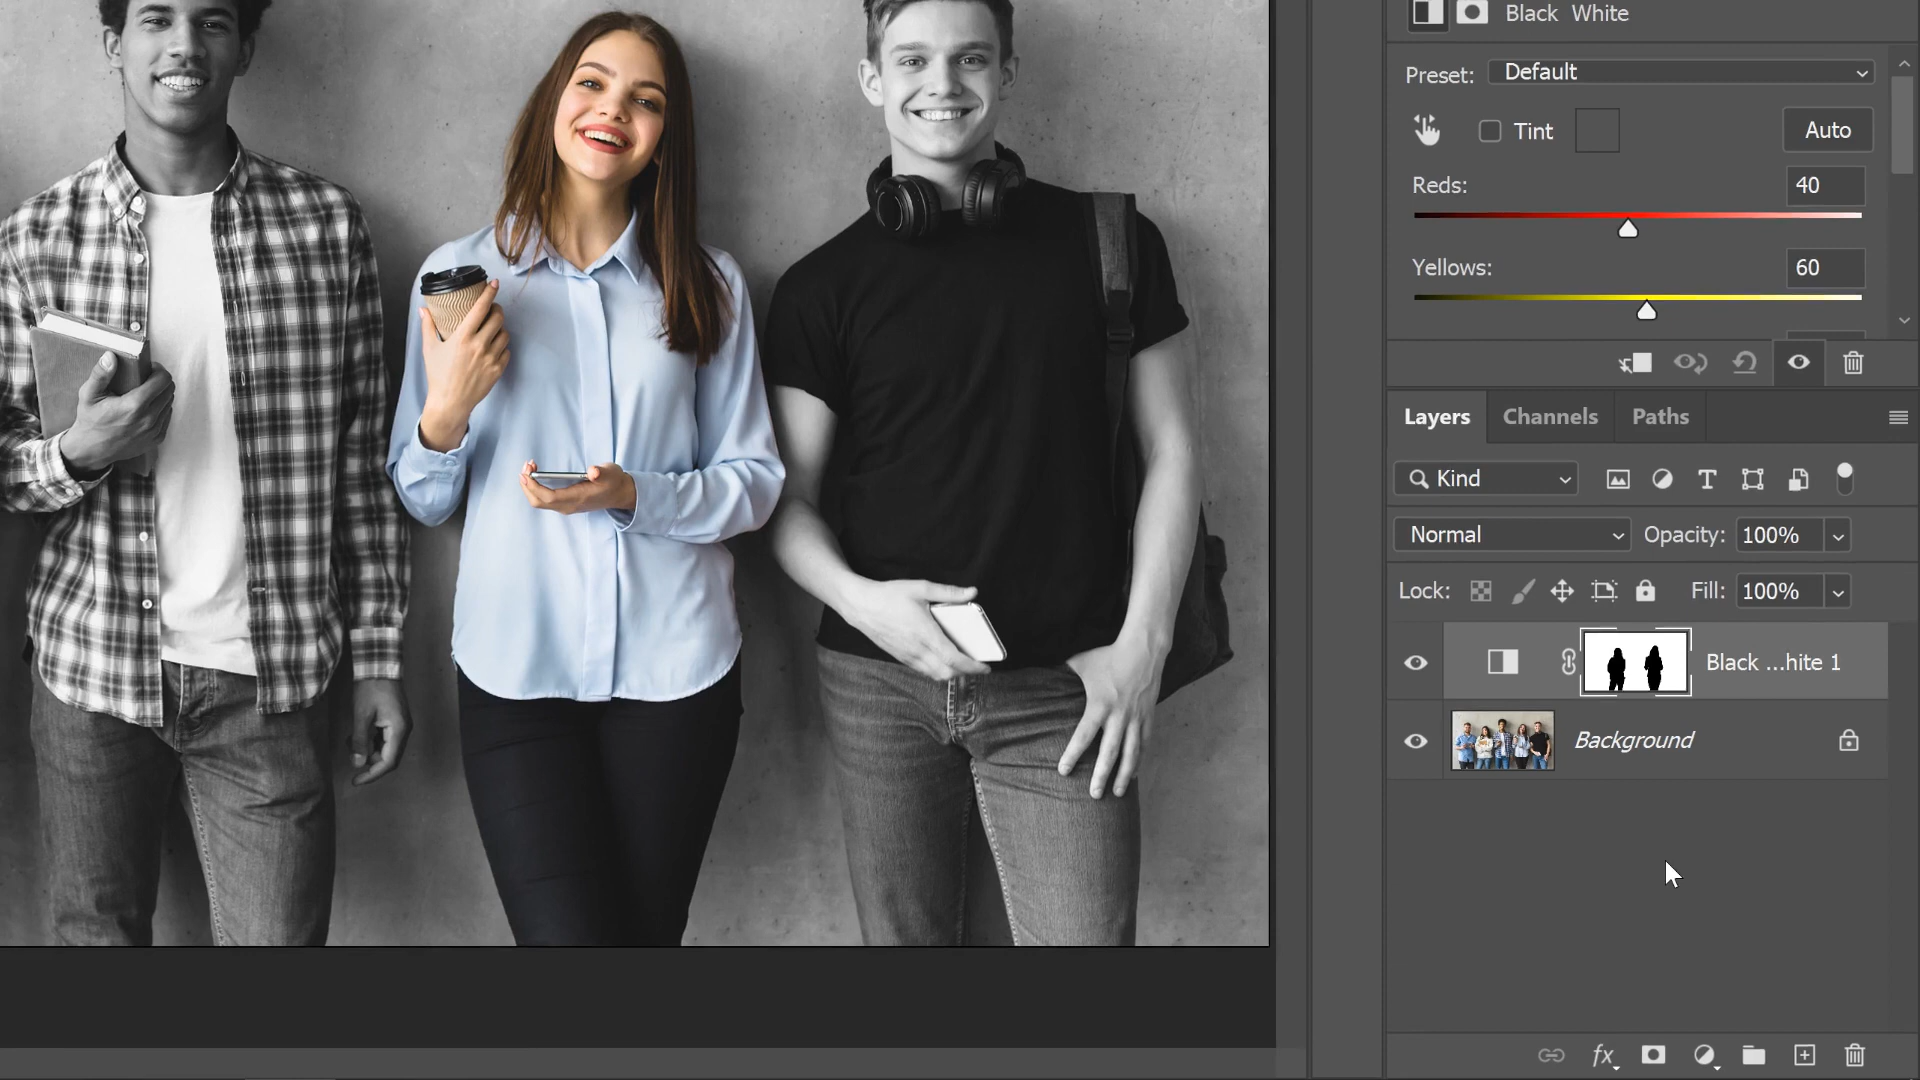 Black White
Preset: Default
Tint Auto
Reds: 40
Yellows: 60
Layers Channels Paths
Kind
Normal Opacity: 100%
Lock: Fill: 100%
Black ...hite 1
Background
fx